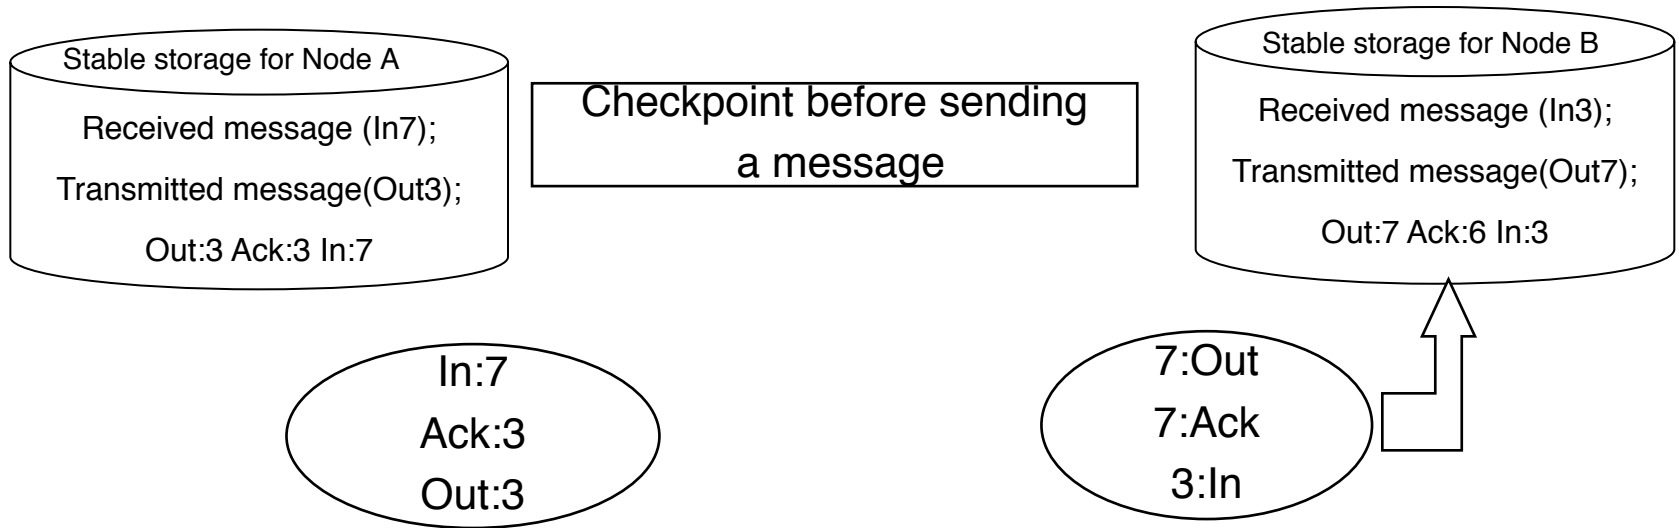 Stable storage for Node A
Received message (In7);
Transmitted message(Out3);
Out:3 Ack:3 In:7
Checkpoint before sending
a message
Stable storage for Node B
Received message (In3);
Transmitted message(Out7);
Out:7 Ack:6 In:3
In:7
Ack:3
Out:3
7:Out
7:Ack
3:In